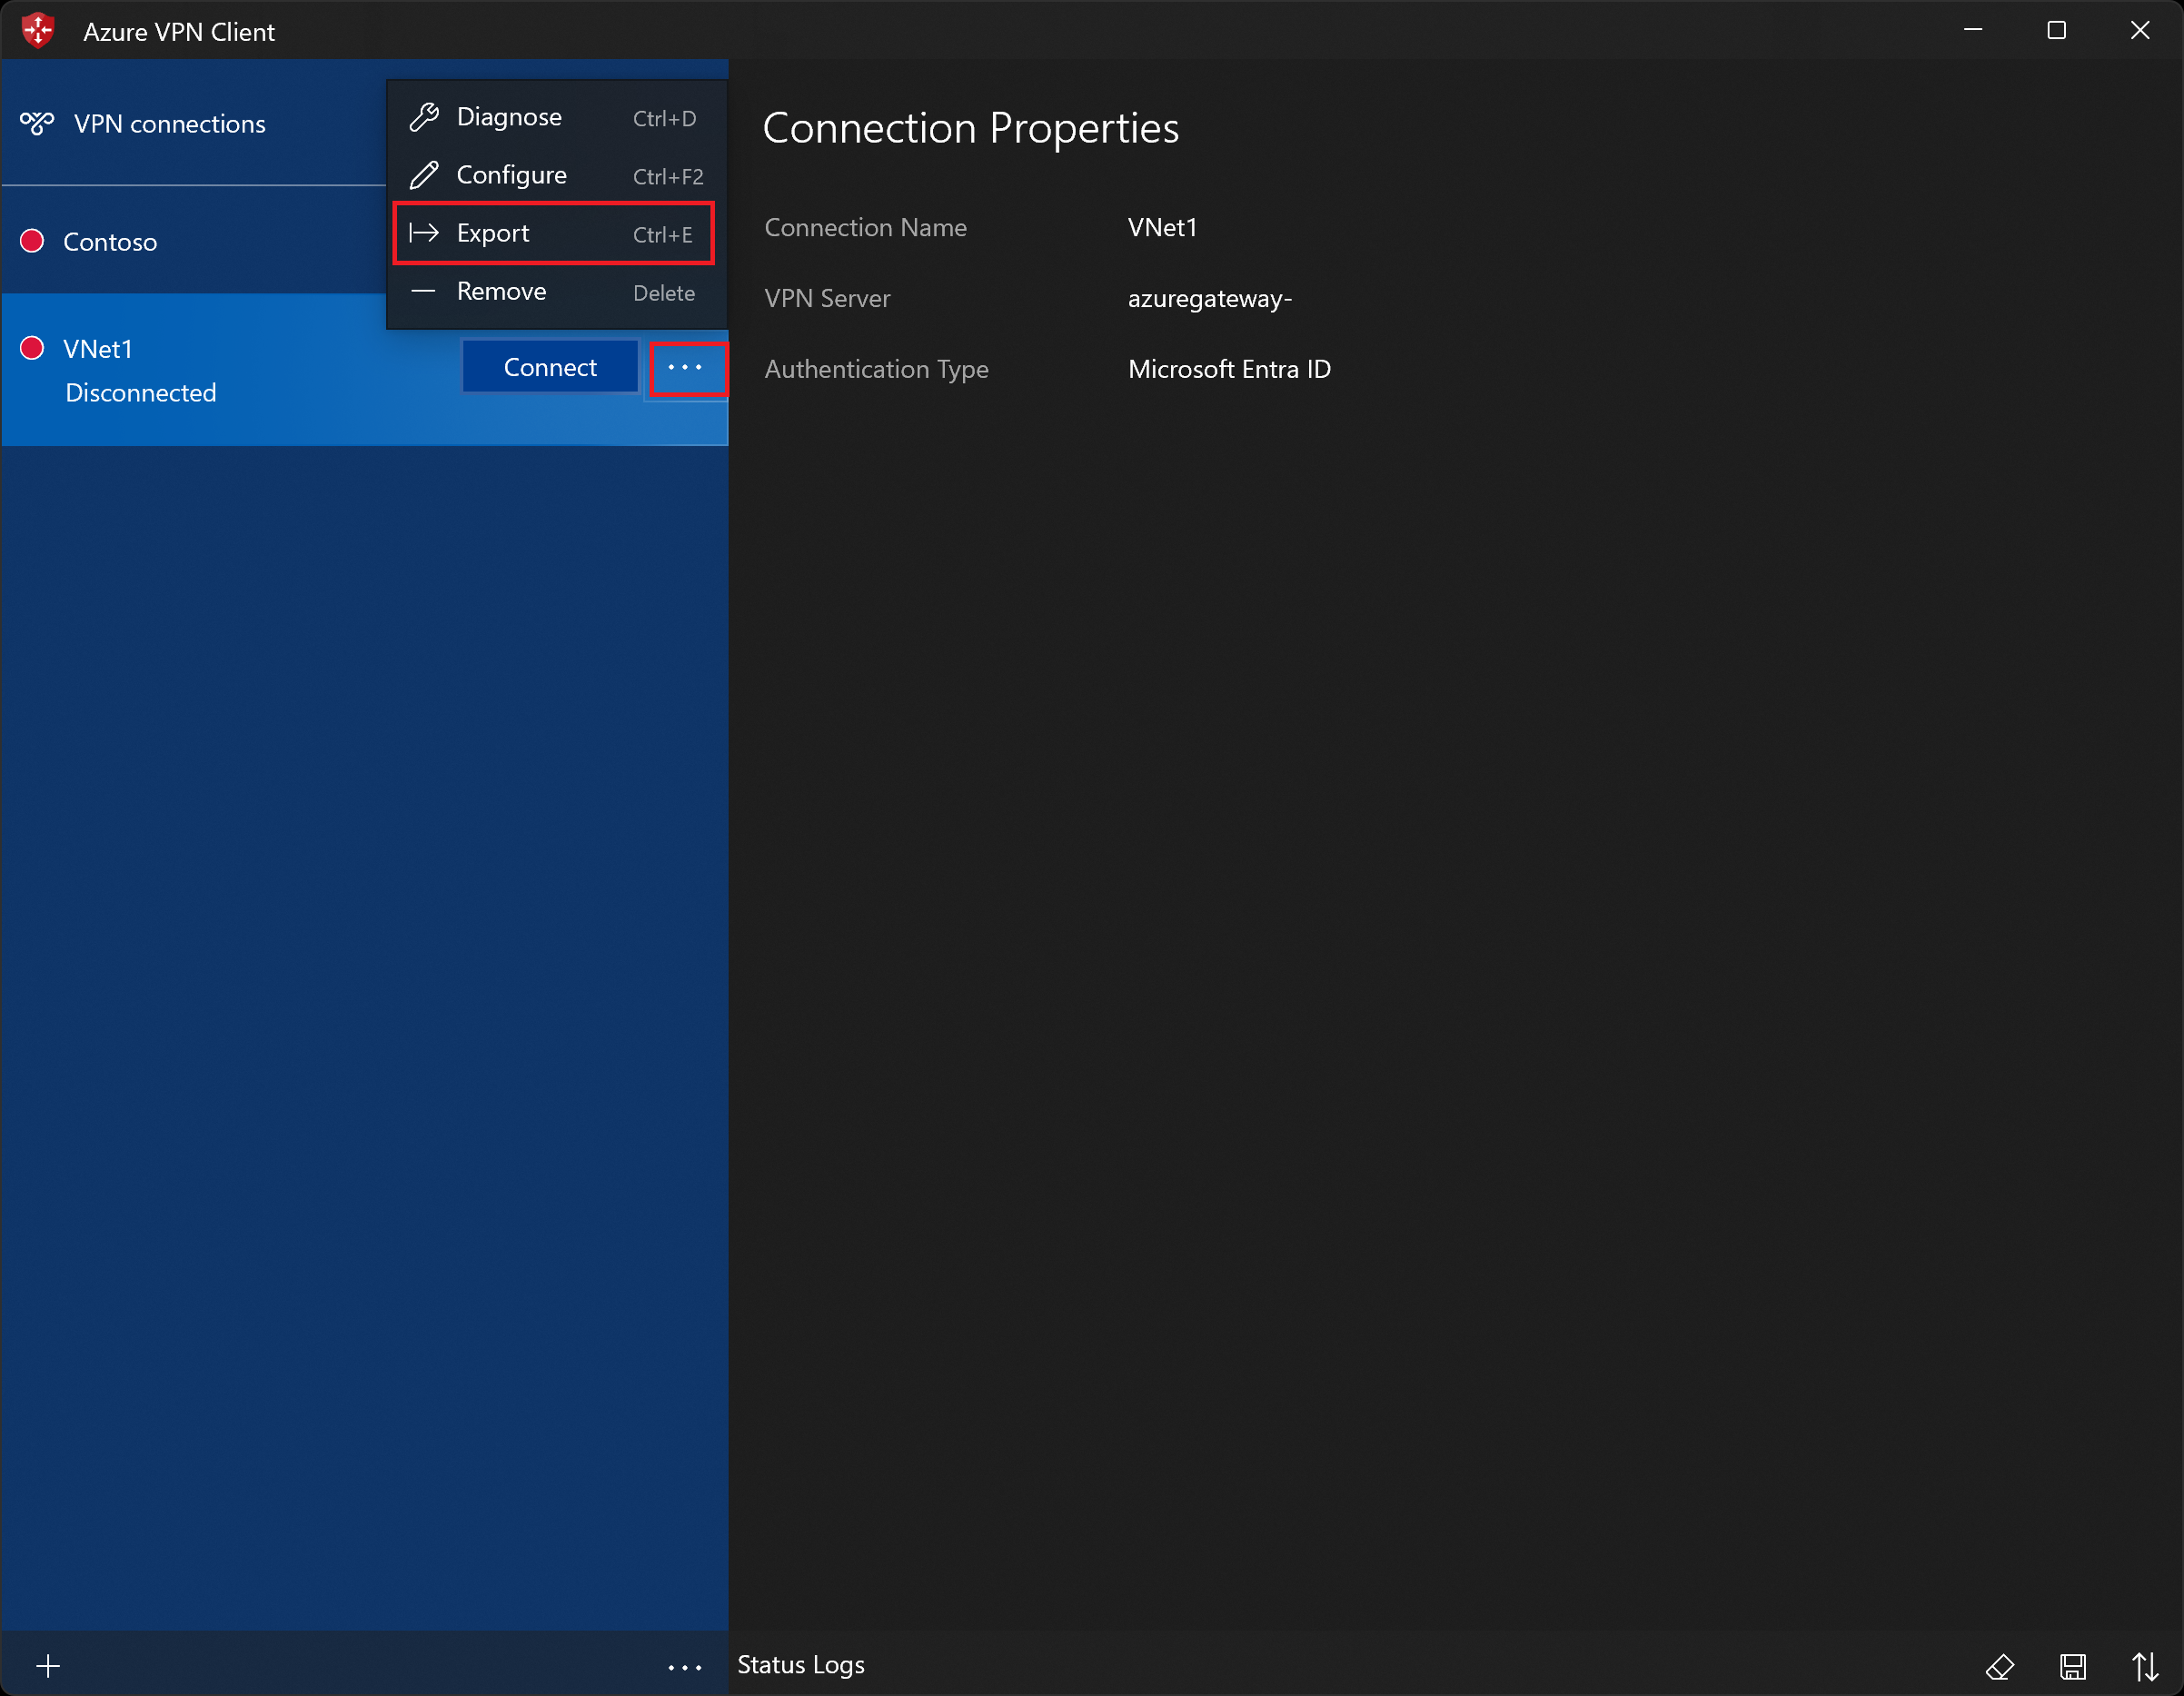 Azure VPN Client
VPN connections
Diagnose Ctrl+D
Configure Ctrl+F2
Export Ctrl+E
Remove Delete
Contoso
VNet1
Disconnected
Connect
Connection Properties
Connection Name VNet1
VPN Server azuregateway-
Authentication Type Microsoft Entra ID
Status Logs